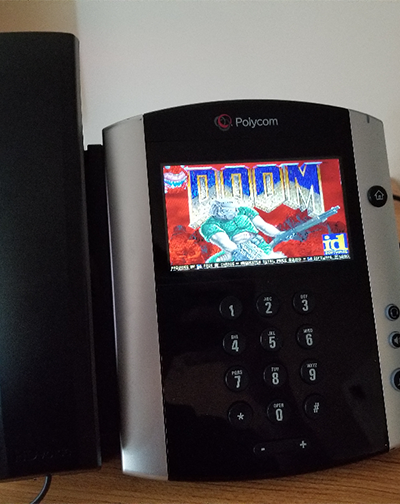 Polycom
DOOM
id
SOFTWARE
1
ABC
2
DEF
3
GHI
4
JKL
5
MNO
6
PQRS
7
TUV
8
WXYZ
9
*
OPER
0
#
- +